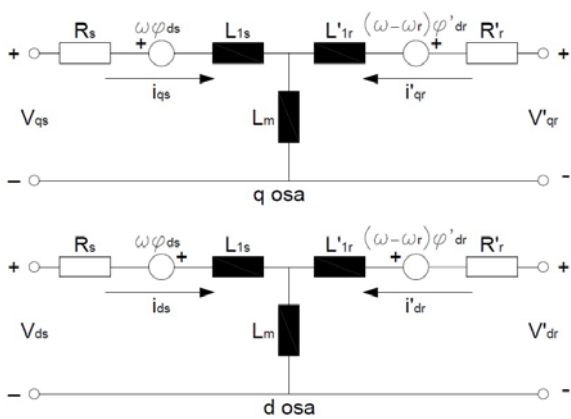 Rs ωφds L1s L'1r (ω-ωr)φ'dr R'r
+ + + +
iqs i'qr
Vqs Lm V'qr
– -
q osa
Rs ωφds L1s L'1r (ω-ωr)φ'dr R'r
+ + + +
ids i'dr
Vds Lm V'dr
– -
d osa